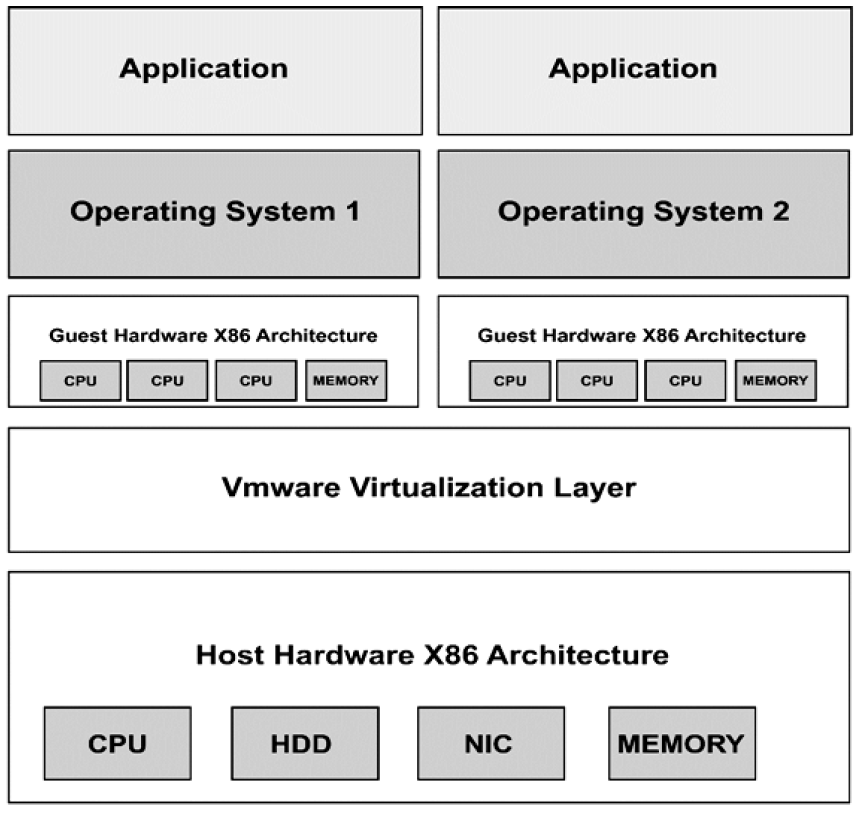 Application
Application
Operating System 1
Operating System 2
Guest Hardware X86 Architecture
CPU CPU CPU MEMORY
Guest Hardware X86 Architecture
CPU CPU CPU MEMORY
Vmware Virtualization Layer
Host Hardware X86 Architecture
CPU HDD NIC MEMORY